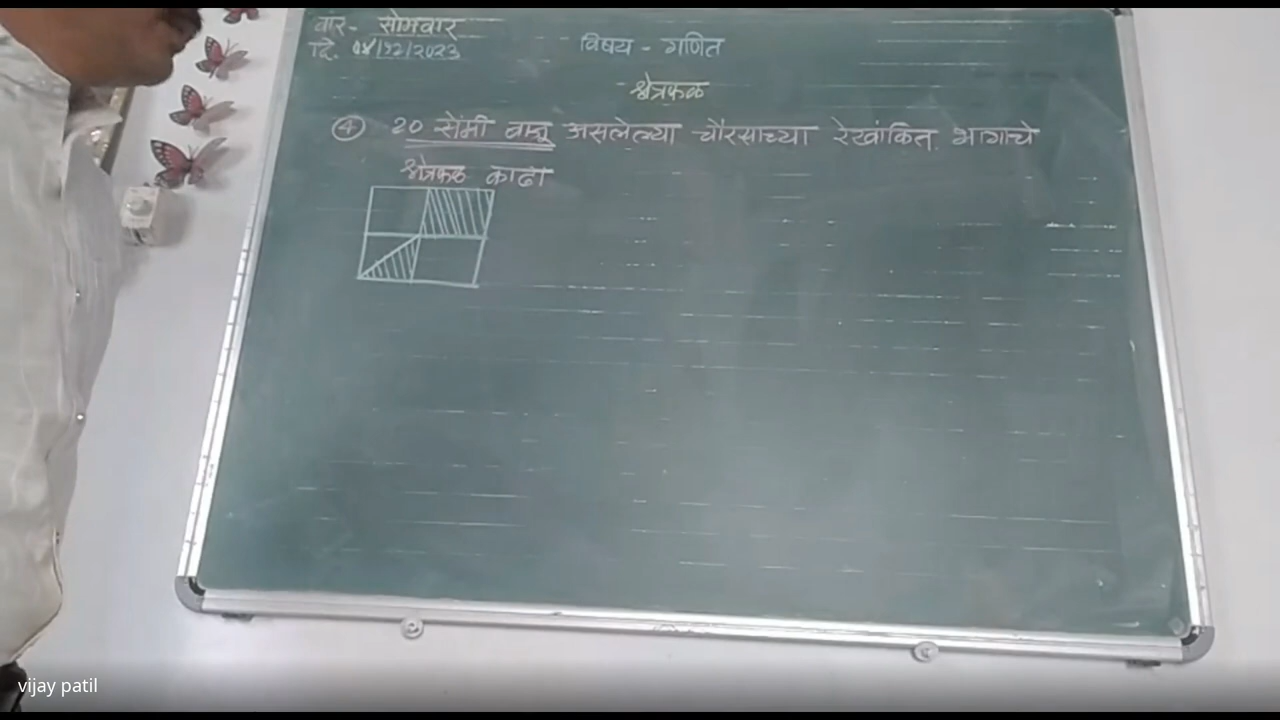 वार- सोमवार
दि. 04/12/2023
विषय - गणित
क्षेत्रफळ
④ 20 सेंमी बाजू असलेल्या चौरसाच्या रेखांकित भागाचे
क्षेत्रफळ काढा
vijay patil